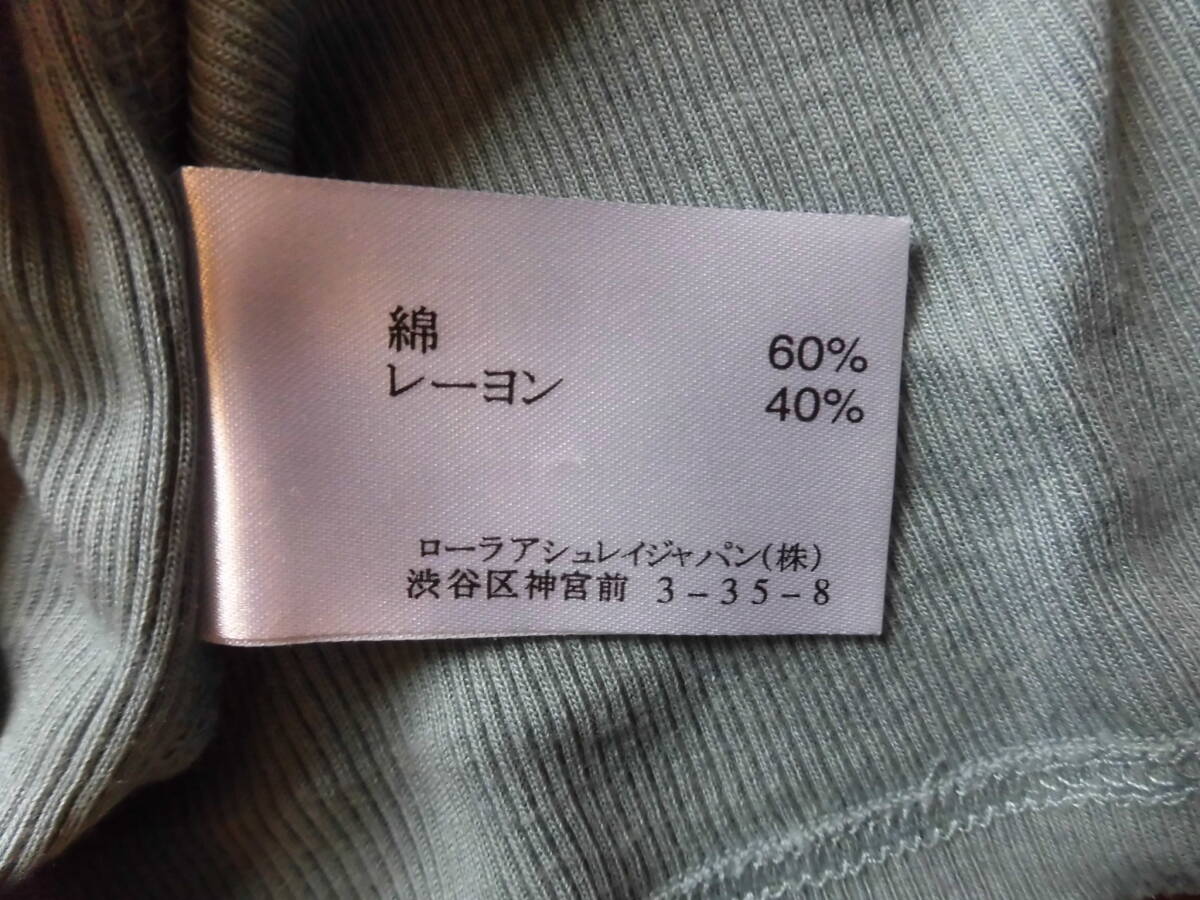 綿 60%
レーヨン 40%
ローラアシュレイジャパン(株)
渋谷区神宮前 3-35-8